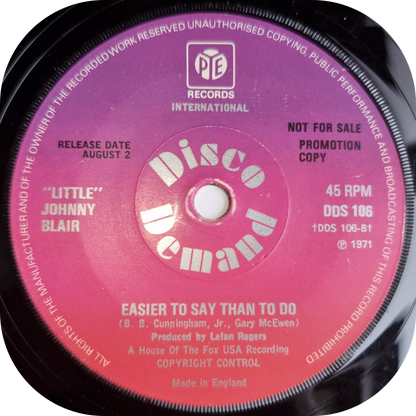 ALL RIGHTS OF THE MANUFACTURER AND OF THE OWNER OF THE RECORDED WORK RESERVED UNAUTHORISED COPYING, PUBLIC PERFORMANCE AND BROADCASTING OF THIS RECORD PROHIBITED
PYE
RECORDS
INTERNATIONAL
RELEASE DATE
AUGUST 2
NOT FOR SALE
PROMOTION
COPY
Disco
Demand
"LITTLE"
JOHNNY
BLAIR
45 RPM
DDS 106
†DDS 106-B†
℗ 1971
EASIER TO SAY THAN TO DO
(B. B. Cunningham, Jr., Gary McEwen)
Produced by Lelan Rogers
A House Of The Fox USA Recording
COPYRIGHT CONTROL
Made in England